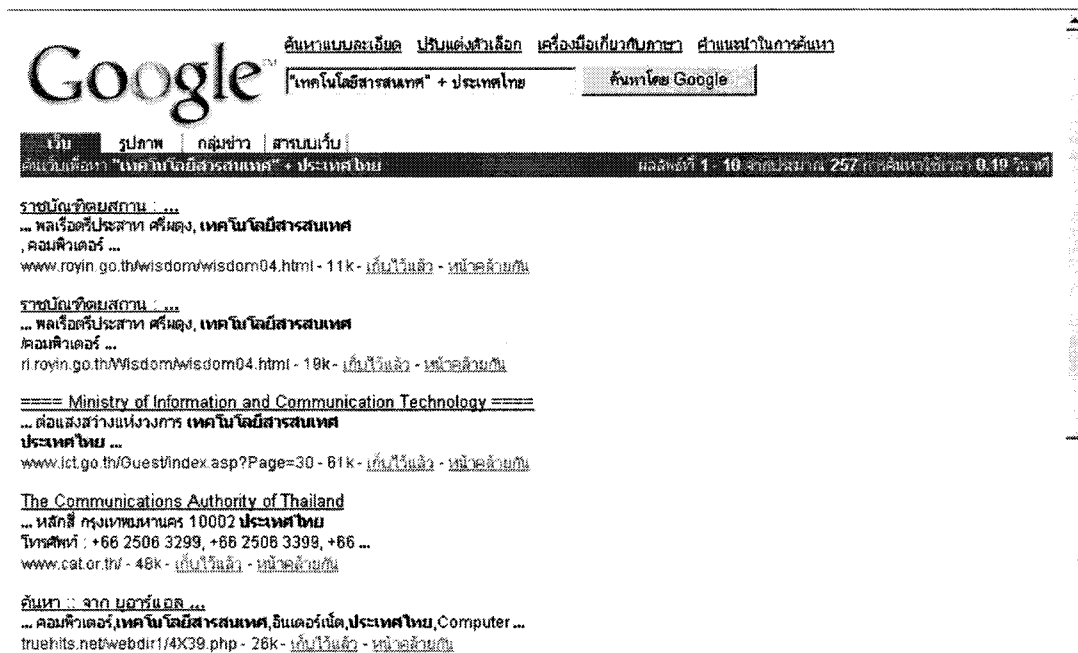 ค้นหาแบบละเอียด ปรับแต่งตัวเลือก เครื่องมือเกี่ยวกับภาษา คำแนะนำในการค้นหา
Google™ "เทคโนโลยีสารสนเทศ" + ประเทศไทย ค้นหาโดย Google
เว็บ รูปภาพ กลุ่มข่าว สารบบเว็บ
ค้นเว็บเพื่อหา "เทคโนโลยีสารสนเทศ" + ประเทศไทย ผลลัพธ์ที่ 1 - 10 จากประมาณ 257 การค้นหาใช้เวลา 0.19 วินาที
ราชบัณฑิตยสถาน : ...
... พลเรือตรีประสาท ศรีผดุง, เทคโนโลยีสารสนเทศ
, คอมพิวเตอร์ ...
www.royin.go.th/wisdom/wisdom04.html - 11k - เก็บไว้แล้ว - หน้าคล้ายกัน
ราชบัณฑิตยสถาน : ...
... พลเรือตรีประสาท ศรีผดุง, เทคโนโลยีสารสนเทศ
/คอมพิวเตอร์ ...
ri.royin.go.th/Wisdom/wisdom04.html - 19k - เก็บไว้แล้ว - หน้าคล้ายกัน
==== Ministry of Information and Communication Technology ====
... ต่อแสงสว่างแห่งวงการ เทคโนโลยีสารสนเทศ
ประเทศไทย ...
www.ict.go.th/Guest/index.asp?Page=30 - 61k - เก็บไว้แล้ว - หน้าคล้ายกัน
The Communications Authority of Thailand
... หลักสี่ กรุงเทพมหานคร 10002 ประเทศไทย
โทรศัพท์ : +66 2506 3299, +66 2506 3399, +66 ...
www.cat.or.th/ - 48k - เก็บไว้แล้ว - หน้าคล้ายกัน
ค้นหา :: จาก ยูอาร์แอล ...
... คอมพิวเตอร์,เทคโนโลยีสารสนเทศ,อินเตอร์เน็ต,ประเทศไทย,Computer ...
truehits.net/webdir1/4X39.php - 26k - เก็บไว้แล้ว - หน้าคล้ายกัน